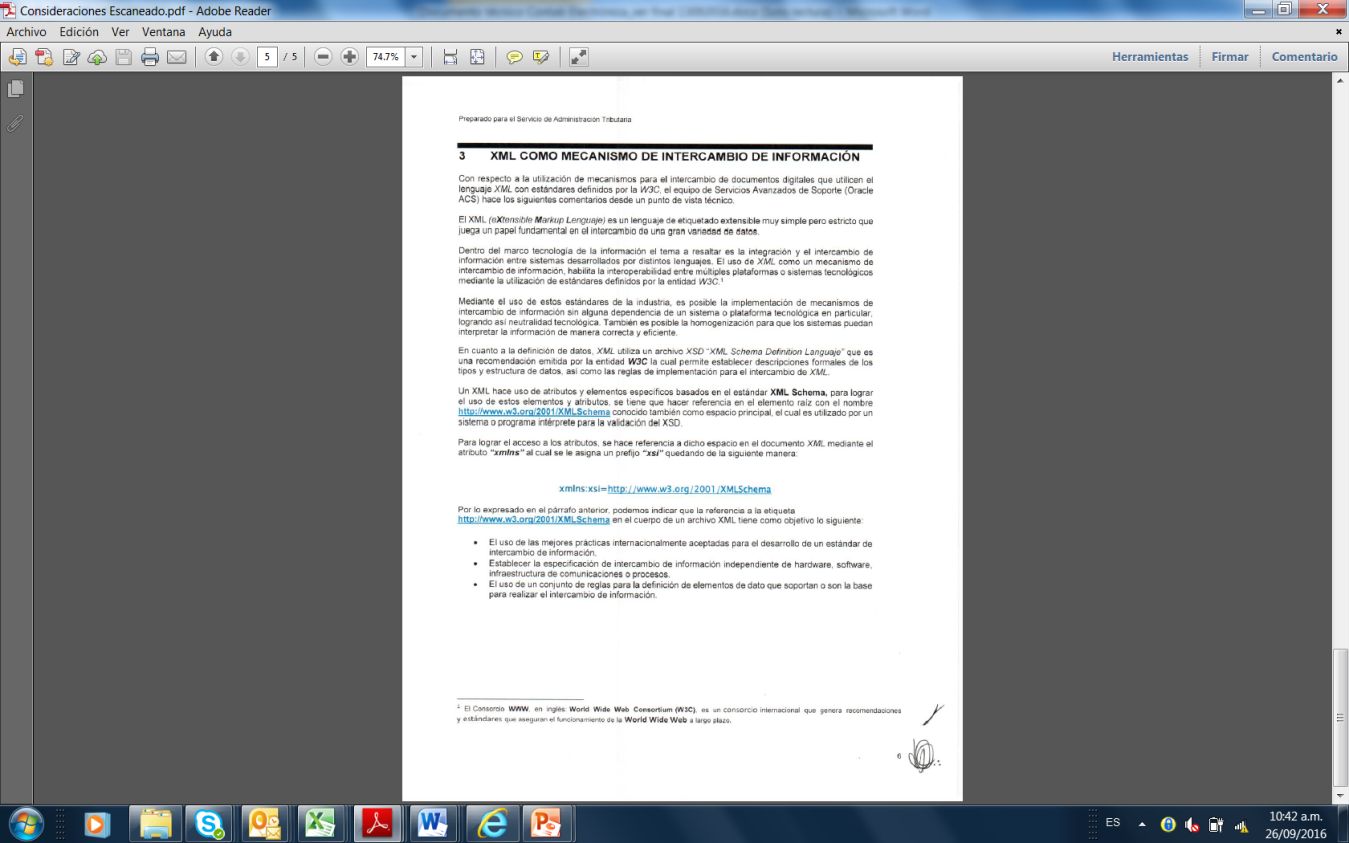 Consideraciones Escaneado.pdf - Adobe Reader
Archivo Edición Ver Ventana Ayuda
5 / 5 74.7% Herramientas Firmar Comentario
Preparado para el Servicio de Administracion Tributaria
3 XML COMO MECANISMO DE INTERCAMBIO DE INFORMACIÓN
Con respecto a la utilización de mecanismos para el intercambio de documentos digitales que utilicen el
lenguaje XML con estándares definidos por la W3C, el equipo de Servicios Avanzados de Soporte (Oracle
ACS) hace los siguientes comentarios desde un punto de vista técnico.
El XML (eXtensible Markup Lenguaje) es un lenguaje de etiquetado extensible muy simple pero estricto que
juega un papel fundamental en el intercambio de una gran variedad de datos.
Dentro del marco tecnología de la información el tema a resaltar es la integración y el intercambio de
información entre sistemas desarrollados por distintos lenguajes. El uso de XML como un mecanismo de
intercambio de información, habilita la interoperabilidad entre múltiples plataformas o sistemas tecnológicos
mediante la utilización de estándares definidos por la entidad W3C.1
Mediante el uso de estos estándares de la industria, es posible la implementación de mecanismos de
intercambio de información sin alguna dependencia de un sistema o plataforma tecnológica en particular,
logrando así neutralidad tecnológica. También es posible la homogenización para que los sistemas puedan
interpretar la información de manera correcta y eficiente.
En cuanto a la definición de datos, XML utiliza un archivo XSD "XML Schema Definition Languaje" que es
una recomendación emitida por la entidad W3C la cual permite establecer descripciones formales de los
tipos y estructura de datos, así como las reglas de implementación para el intercambio de XML.
Un XML hace uso de atributos y elementos específicos basados en el estándar XML Schema, para lograr
el uso de estos elementos y atributos, se tiene que hacer referencia en el elemento raíz con el nombre
http://www.w3.org/2001/XMLSchema conocido también como espacio principal, el cual es utilizado por un
sistema o programa intérprete para la validación del XSD.
Para lograr el acceso a los atributos, se hace referencia a dicho espacio en el documento XML mediante el
atributo "xmlns" al cual se le asigna un prefijo "xsi" quedando de la siguiente manera:
xmlns:xsi=http://www.w3.org/2001/XMLSchema
Por lo expresado en el párrafo anterior, podemos indicar que la referencia a la etiqueta
http://www.w3.org/2001/XMLSchema en el cuerpo de un archivo XML tiene como objetivo lo siguiente:
• El uso de las mejores prácticas internacionalmente aceptadas para el desarrollo de un estándar de
intercambio de información.
• Establecer la especificación de intercambio de información independiente de hardware, software,
infraestructura de comunicaciones o procesos.
• El uso de un conjunto de reglas para la definición de elementos de dato que soportan o son la base
para realizar el intercambio de información.
1 El Consorcio WWW, en inglés: World Wide Web Consortium (W3C), es un consorcio internacional que genera recomendaciones
y estándares que aseguran el funcionamiento de la World Wide Web a largo plazo.
6
ES
10:42 a.m.
26/09/2016